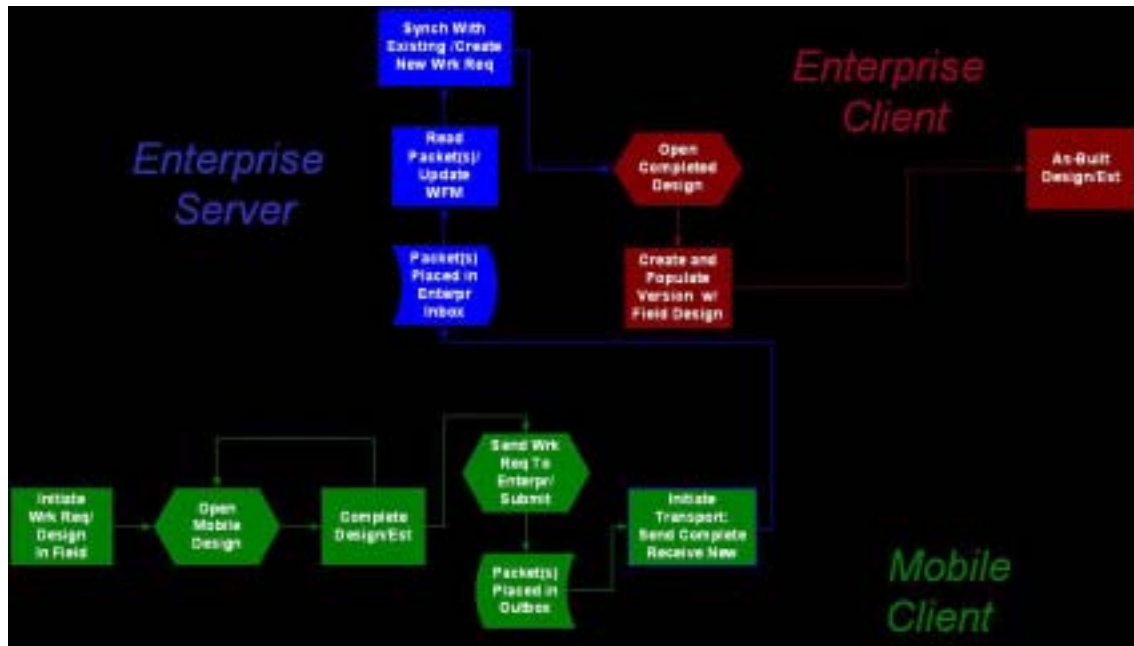 Synch With
Existing /Create
New Wrk Req
Enterprise
Client
Read
Packet(s)/
Update
WFM
Open
Completed
Design
As-Built
Design/Est
Enterprise
Server
Packet(s)
Placed in
Enterpr
Inbox
Create and
Populate
Version w/
Field Design
Send Wrk
Req To
Enterpr/
Submit
Initiate
Wrk Req/
Design
In Field
Open
Mobile
Design
Complete
Design/Est
Initiate
Transport:
Send Complete
Receive New
Packet(s)
Placed in
Outbox
Mobile
Client